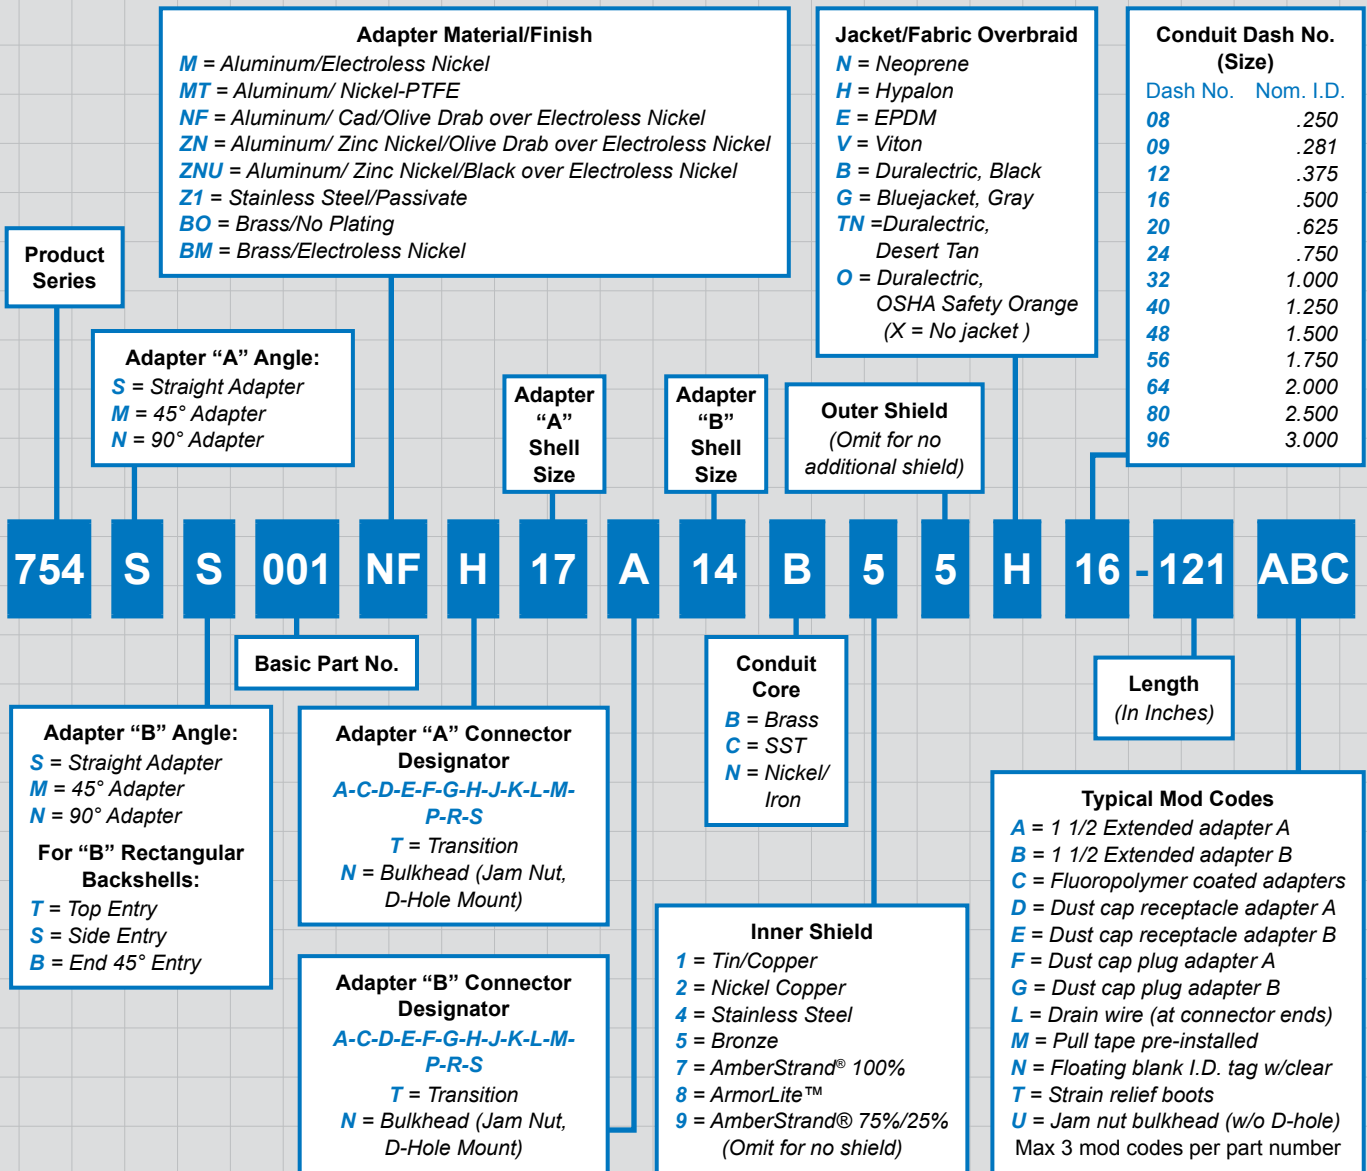 Adapter Material/Finish
M = Aluminum/Electroless Nickel
MT = Aluminum/ Nickel-PTFE
NF = Aluminum/ Cad/Olive Drab over Electroless Nickel
ZN = Aluminum/ Zinc Nickel/Olive Drab over Electroless Nickel
ZNU = Aluminum/ Zinc Nickel/Black over Electroless Nickel
Z1 = Stainless Steel/Passivate
BO = Brass/No Plating
BM = Brass/Electroless Nickel
Jacket/Fabric Overbraid
N = Neoprene
H = Hypalon
E = EPDM
V = Viton
B = Duralectric, Black
G = Bluejacket, Gray
TN =Duralectric,
Desert Tan
O = Duralectric,
OSHA Safety Orange
(X = No jacket )
Conduit Dash No.
(Size)
Dash No. Nom. I.D.
08 .250
09 .281
12 .375
16 .500
20 .625
24 .750
32 1.000
40 1.250
48 1.500
56 1.750
64 2.000
80 2.500
96 3.000
Product
Series
Adapter “A” Angle:
S = Straight Adapter
M = 45° Adapter
N = 90° Adapter
Adapter
“A”
Shell
Size
Adapter
“B”
Shell
Size
Outer Shield
(Omit for no
additional shield)
754 S S 001 NF H 17 A 14 B 5 5 H 16 - 121 ABC
Basic Part No.
Adapter “B” Angle:
S = Straight Adapter
M = 45° Adapter
N = 90° Adapter
For “B” Rectangular
Backshells:
T = Top Entry
S = Side Entry
B = End 45° Entry
Adapter “A” Connector
Designator
A-C-D-E-F-G-H-J-K-L-M-
P-R-S
T = Transition
N = Bulkhead (Jam Nut,
D-Hole Mount)
Adapter “B” Connector
Designator
A-C-D-E-F-G-H-J-K-L-M-
P-R-S
T = Transition
N = Bulkhead (Jam Nut,
D-Hole Mount)
Conduit
Core
B = Brass
C = SST
N = Nickel/
Iron
Inner Shield
1 = Tin/Copper
2 = Nickel Copper
4 = Stainless Steel
5 = Bronze
7 = AmberStrand® 100%
8 = ArmorLite™
9 = AmberStrand® 75%/25%
(Omit for no shield)
Length
(In Inches)
Typical Mod Codes
A = 1 1/2 Extended adapter A
B = 1 1/2 Extended adapter B
C = Fluoropolymer coated adapters
D = Dust cap receptacle adapter A
E = Dust cap receptacle adapter B
F = Dust cap plug adapter A
G = Dust cap plug adapter B
L = Drain wire (at connector ends)
M = Pull tape pre-installed
N = Floating blank I.D. tag w/clear
T = Strain relief boots
U = Jam nut bulkhead (w/o D-hole)
Max 3 mod codes per part number